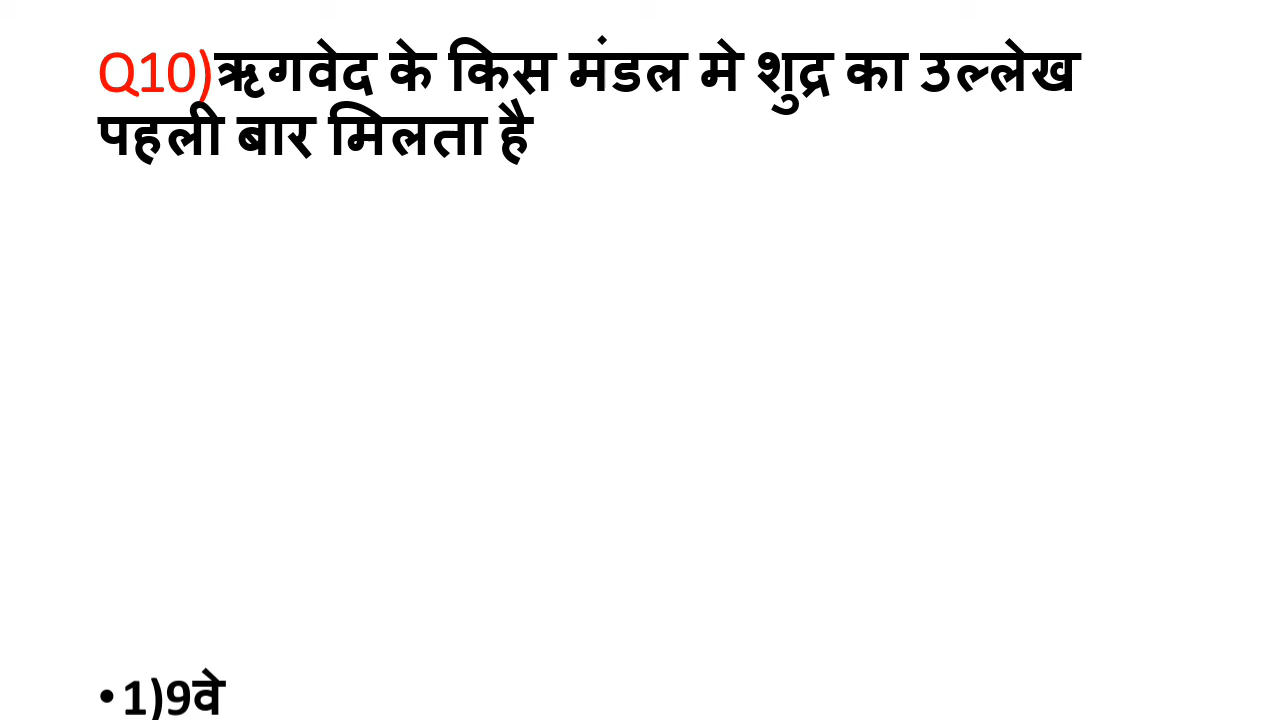 Q10)ऋगवेद के किस मंडल मे शुद्र का उल्लेख
पहली बार मिलता है
• 1)9वे